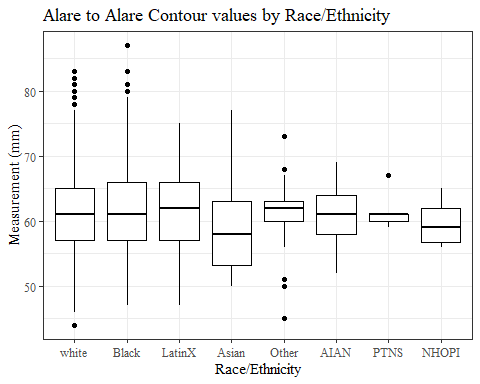 Alare to Alare Contour values by Race/Ethnicity
Measurement (mm)
80
70
60
50
white Black LatinX Asian Other AIAN PTNS NHOPI
Race/Ethnicity